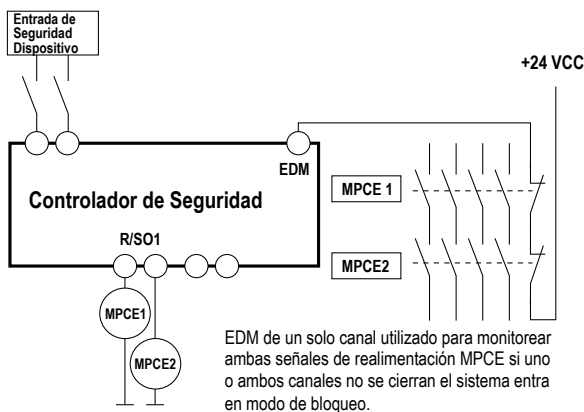 Entrada de
Seguridad
Dispositivo
+24 VCC
EDM
Controlador de Seguridad
MPCE 1
R/SO1
MPCE2
MPCE1
MPCE2
EDM de un solo canal utilizado para monitorear
ambas señales de realimentación MPCE si uno
o ambos canales no se cierran el sistema entra
en modo de bloqueo.